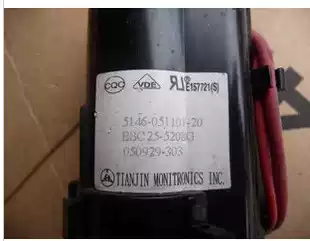 CQC VDE E157721(S)
5146-051101-20
BSC25-5208G
050929-303
TIANJIN MONITRONICS INC.